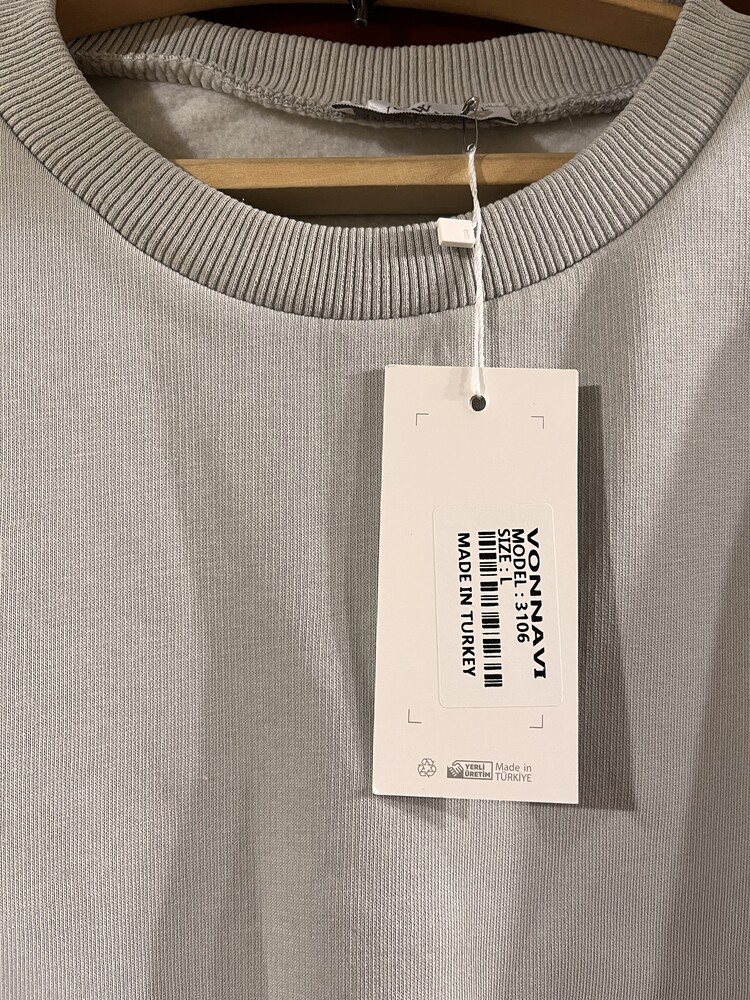 VONNAVI
MODEL : 3106
SIZE : L
MADE IN TURKEY
YERLİ
ÜRETİM
Made in
TÜRKİYE